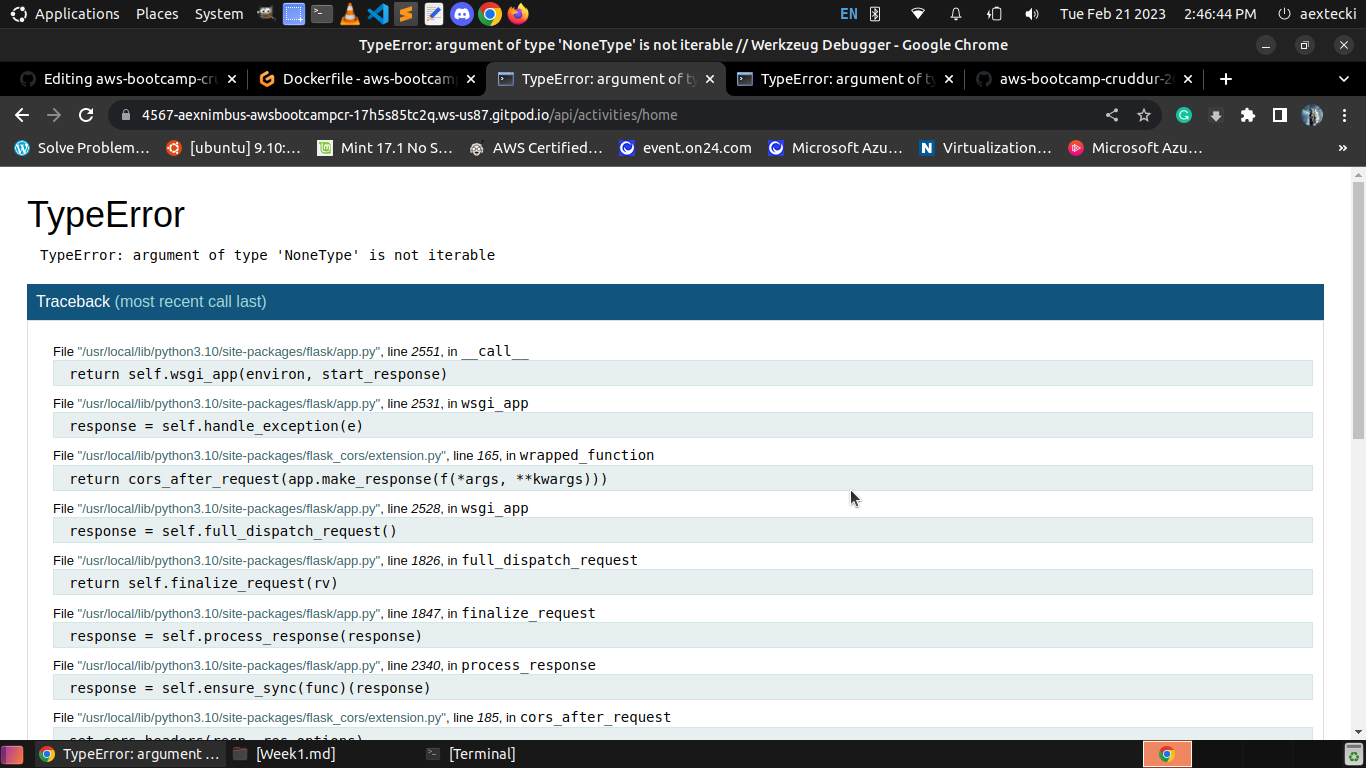 Applications Places System EN Tue Feb 21 2023 2:46:44 PM aextecki
TypeError: argument of type 'NoneType' is not iterable // Werkzeug Debugger - Google Chrome
Editing aws-bootcamp-cr Dockerfile - aws-bootcam TypeError: argument of ty TypeError: argument of ty aws-bootcamp-cruddur-2
4567-aexnimbus-awsbootcampcr-17h5s85tc2q.ws-us87.gitpod.io/api/activities/home
Solve Problem… [ubuntu] 9.10:… Mint 17.1 No S… AWS Certified… event.on24.com Microsoft Azu… Virtualization… Microsoft Azu… »
TypeError
TypeError: argument of type 'NoneType' is not iterable
Traceback (most recent call last)
File "/usr/local/lib/python3.10/site-packages/flask/app.py", line 2551, in __call__
return self.wsgi_app(environ, start_response)
File "/usr/local/lib/python3.10/site-packages/flask/app.py", line 2531, in wsgi_app
response = self.handle_exception(e)
File "/usr/local/lib/python3.10/site-packages/flask_cors/extension.py", line 165, in wrapped_function
return cors_after_request(app.make_response(f(*args, **kwargs)))
File "/usr/local/lib/python3.10/site-packages/flask/app.py", line 2528, in wsgi_app
response = self.full_dispatch_request()
File "/usr/local/lib/python3.10/site-packages/flask/app.py", line 1826, in full_dispatch_request
return self.finalize_request(rv)
File "/usr/local/lib/python3.10/site-packages/flask/app.py", line 1847, in finalize_request
response = self.process_response(response)
File "/usr/local/lib/python3.10/site-packages/flask/app.py", line 2340, in process_response
response = self.ensure_sync(func)(response)
File "/usr/local/lib/python3.10/site-packages/flask_cors/extension.py", line 185, in cors_after_request
set_cors_headers(resp, res_options)
TypeError: argument ... [Week1.md] [Terminal]